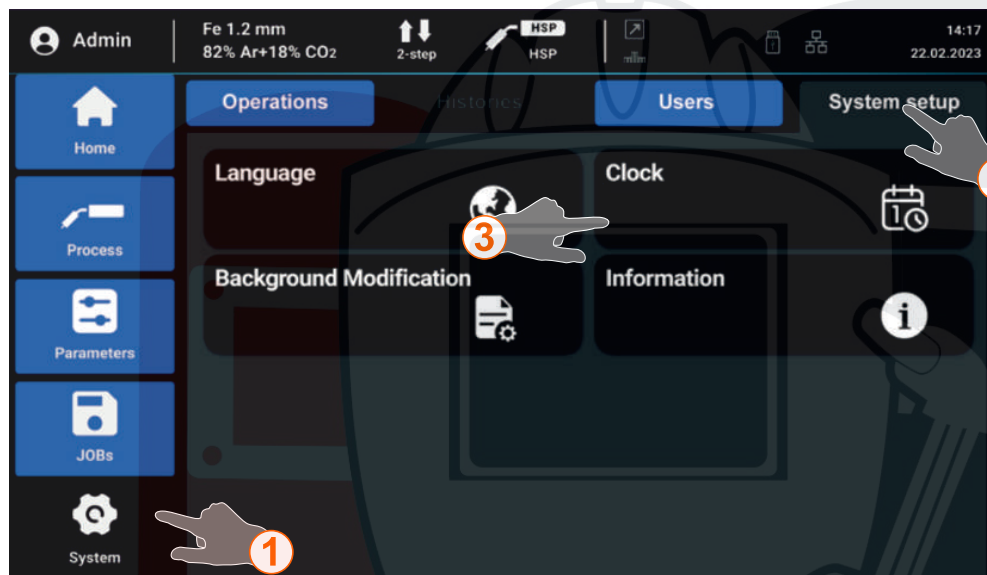 Admin
Fe 1.2 mm
82% Ar+18% CO2
2-step
HSP
HSP
14:17
22.02.2023
Operations
Histories
Users
System setup
Home
Language
Clock
1
3
Process
Background Modification
Information
i
Parameters
JOBs
System
1